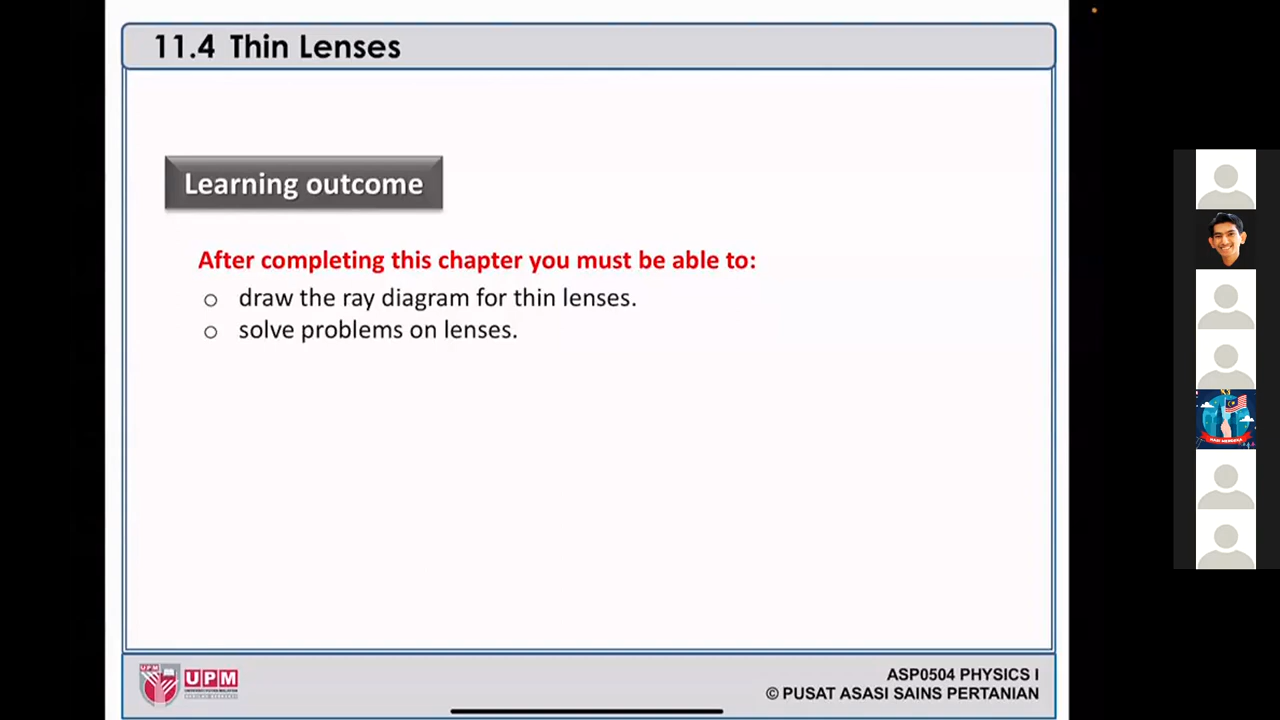 11.4 Thin Lenses
Learning outcome
After completing this chapter you must be able to:
o draw the ray diagram for thin lenses.
o solve problems on lenses.
UPM
UPM
ASP0504 PHYSICS I
© PUSAT ASASI SAINS PERTANIAN